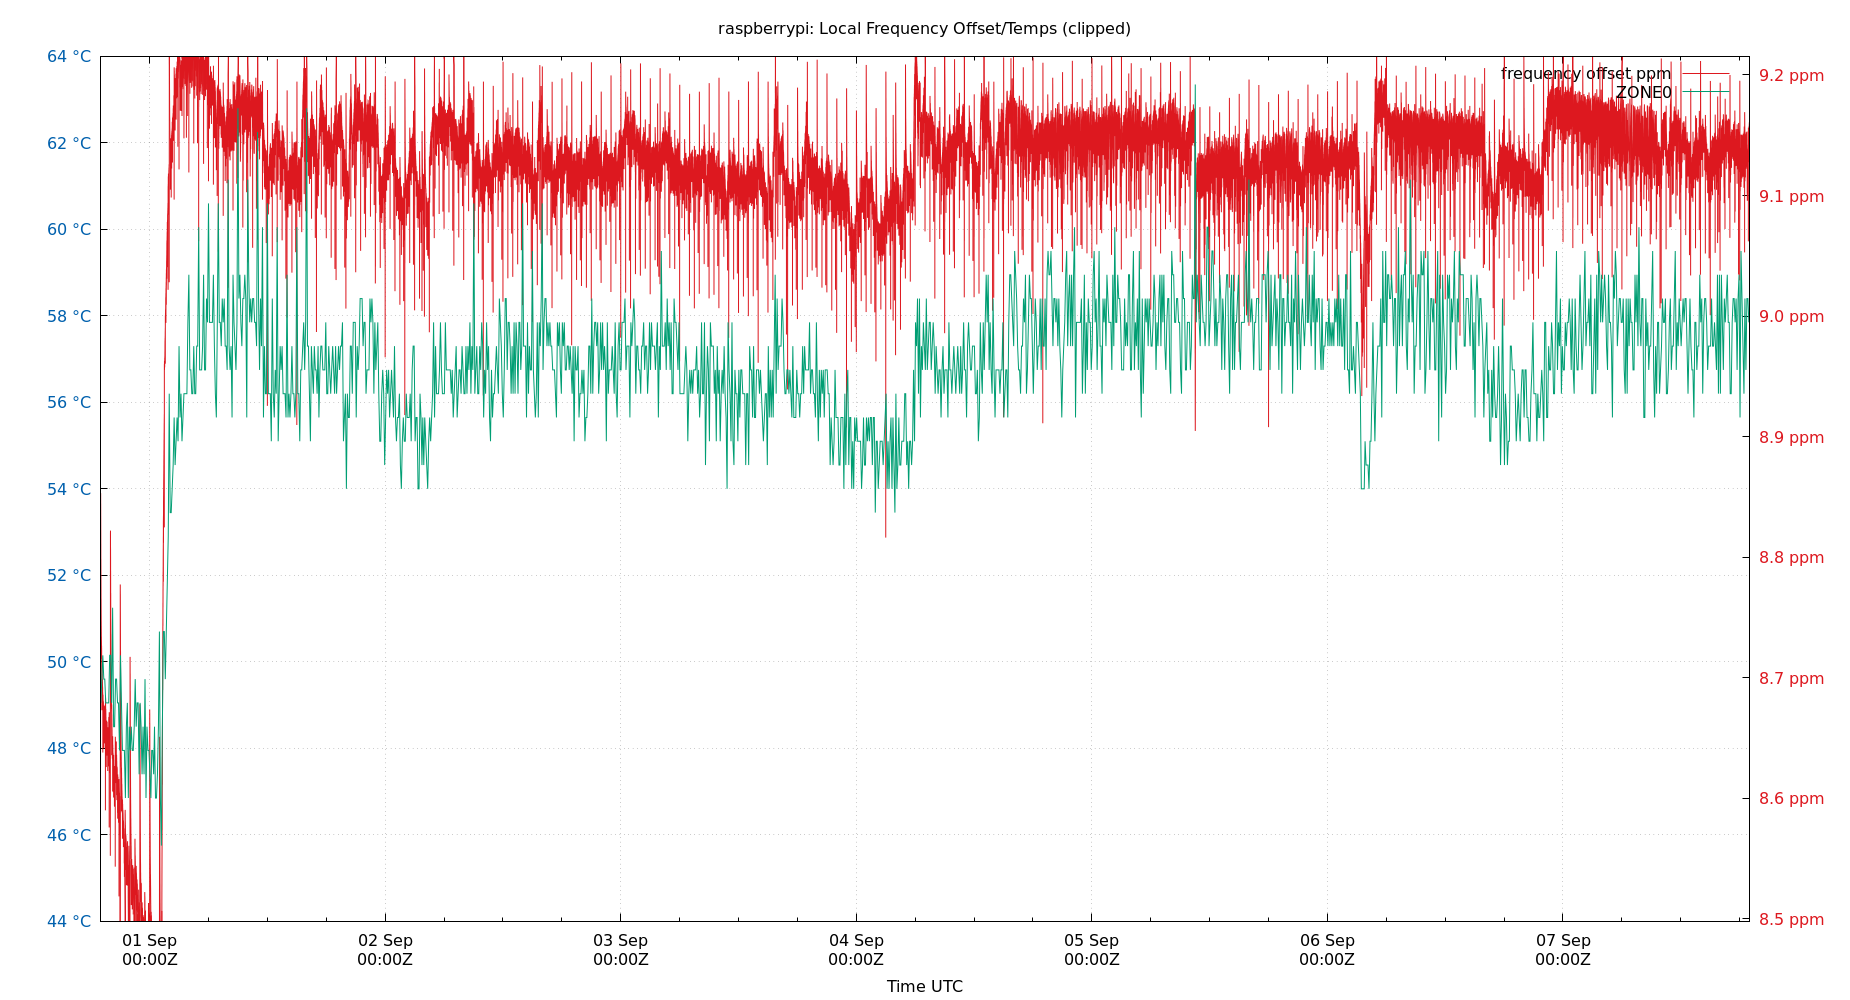 raspberrypi: Local Frequency Offset/Temps (clipped)
64 °C
62 °C
60 °C
58 °C
56 °C
54 °C
52 °C
50 °C
48 °C
46 °C
44 °C
frequency offset ppm
ZONE0
9.2 ppm
9.1 ppm
9.0 ppm
8.9 ppm
8.8 ppm
8.7 ppm
8.6 ppm
8.5 ppm
01 Sep 02 Sep 03 Sep 04 Sep 05 Sep 06 Sep 07 Sep
00:00Z 00:00Z 00:00Z 00:00Z 00:00Z 00:00Z 00:00Z
Time UTC